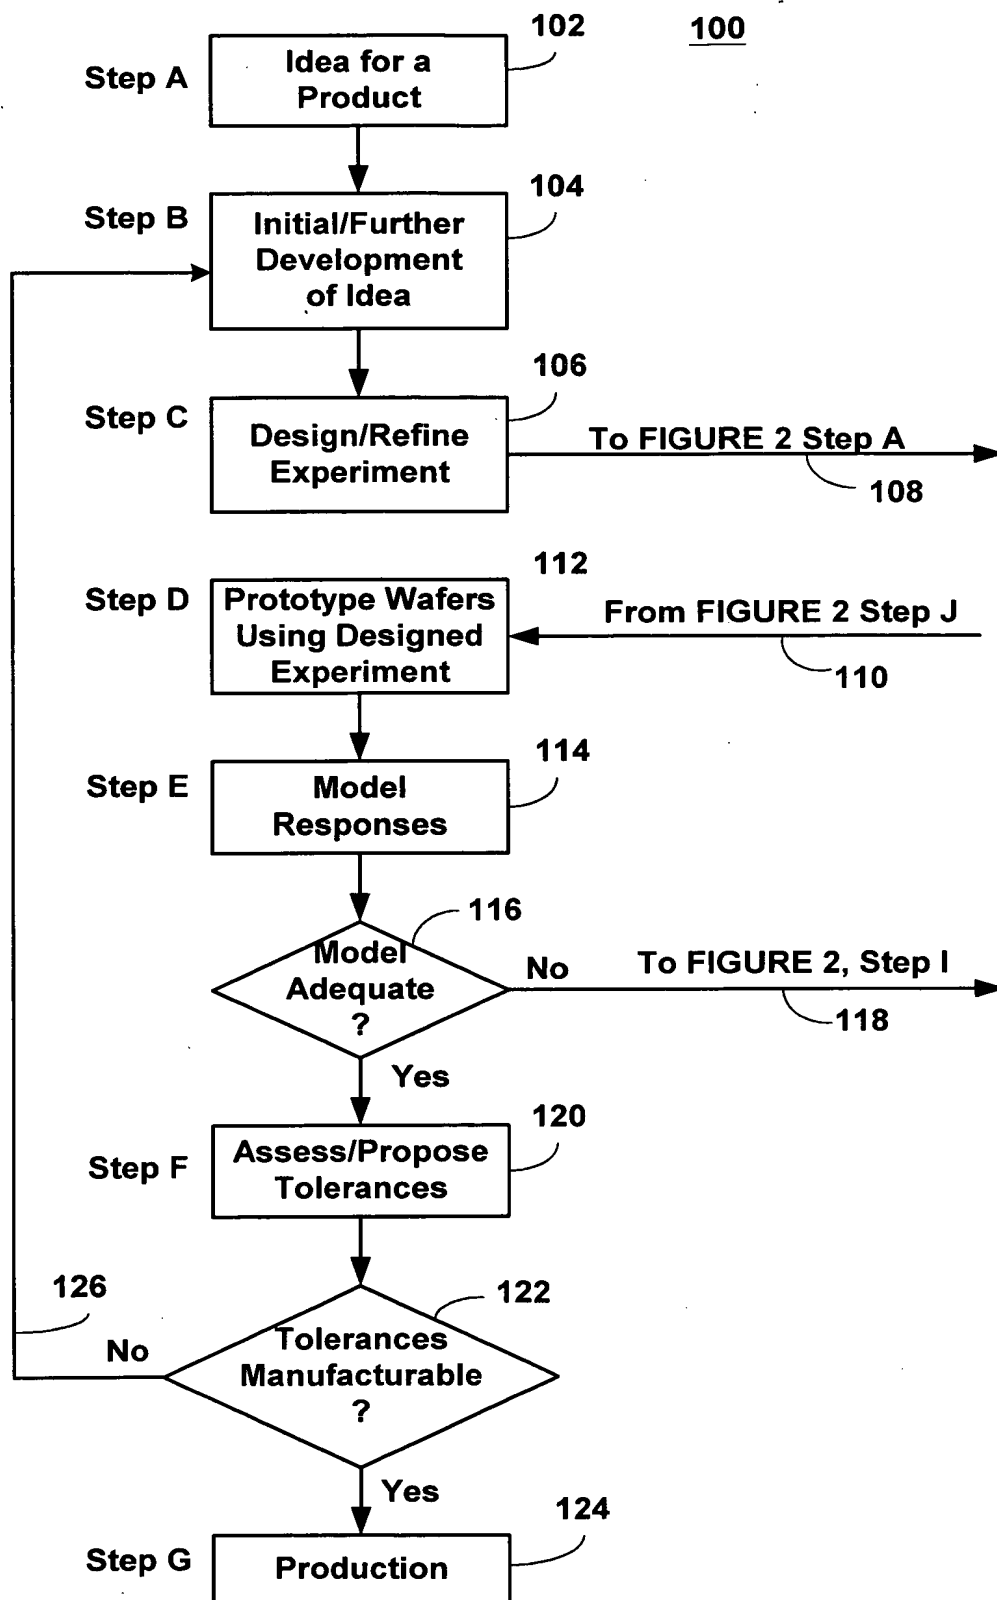 100
102
Step A
Idea for a
Product
104
Step B
Initial/Further
Development
of Idea
106
Step C
Design/Refine
Experiment
To FIGURE 2 Step A
108
112
Step D
Prototype Wafers
Using Designed
Experiment
From FIGURE 2 Step J
110
114
Step E
Model
Responses
116
Model
Adequate
?
No
To FIGURE 2, Step I
118
Yes
120
Step F
Assess/Propose
Tolerances
126
122
No
Tolerances
Manufacturable
?
Yes
124
Step G
Production